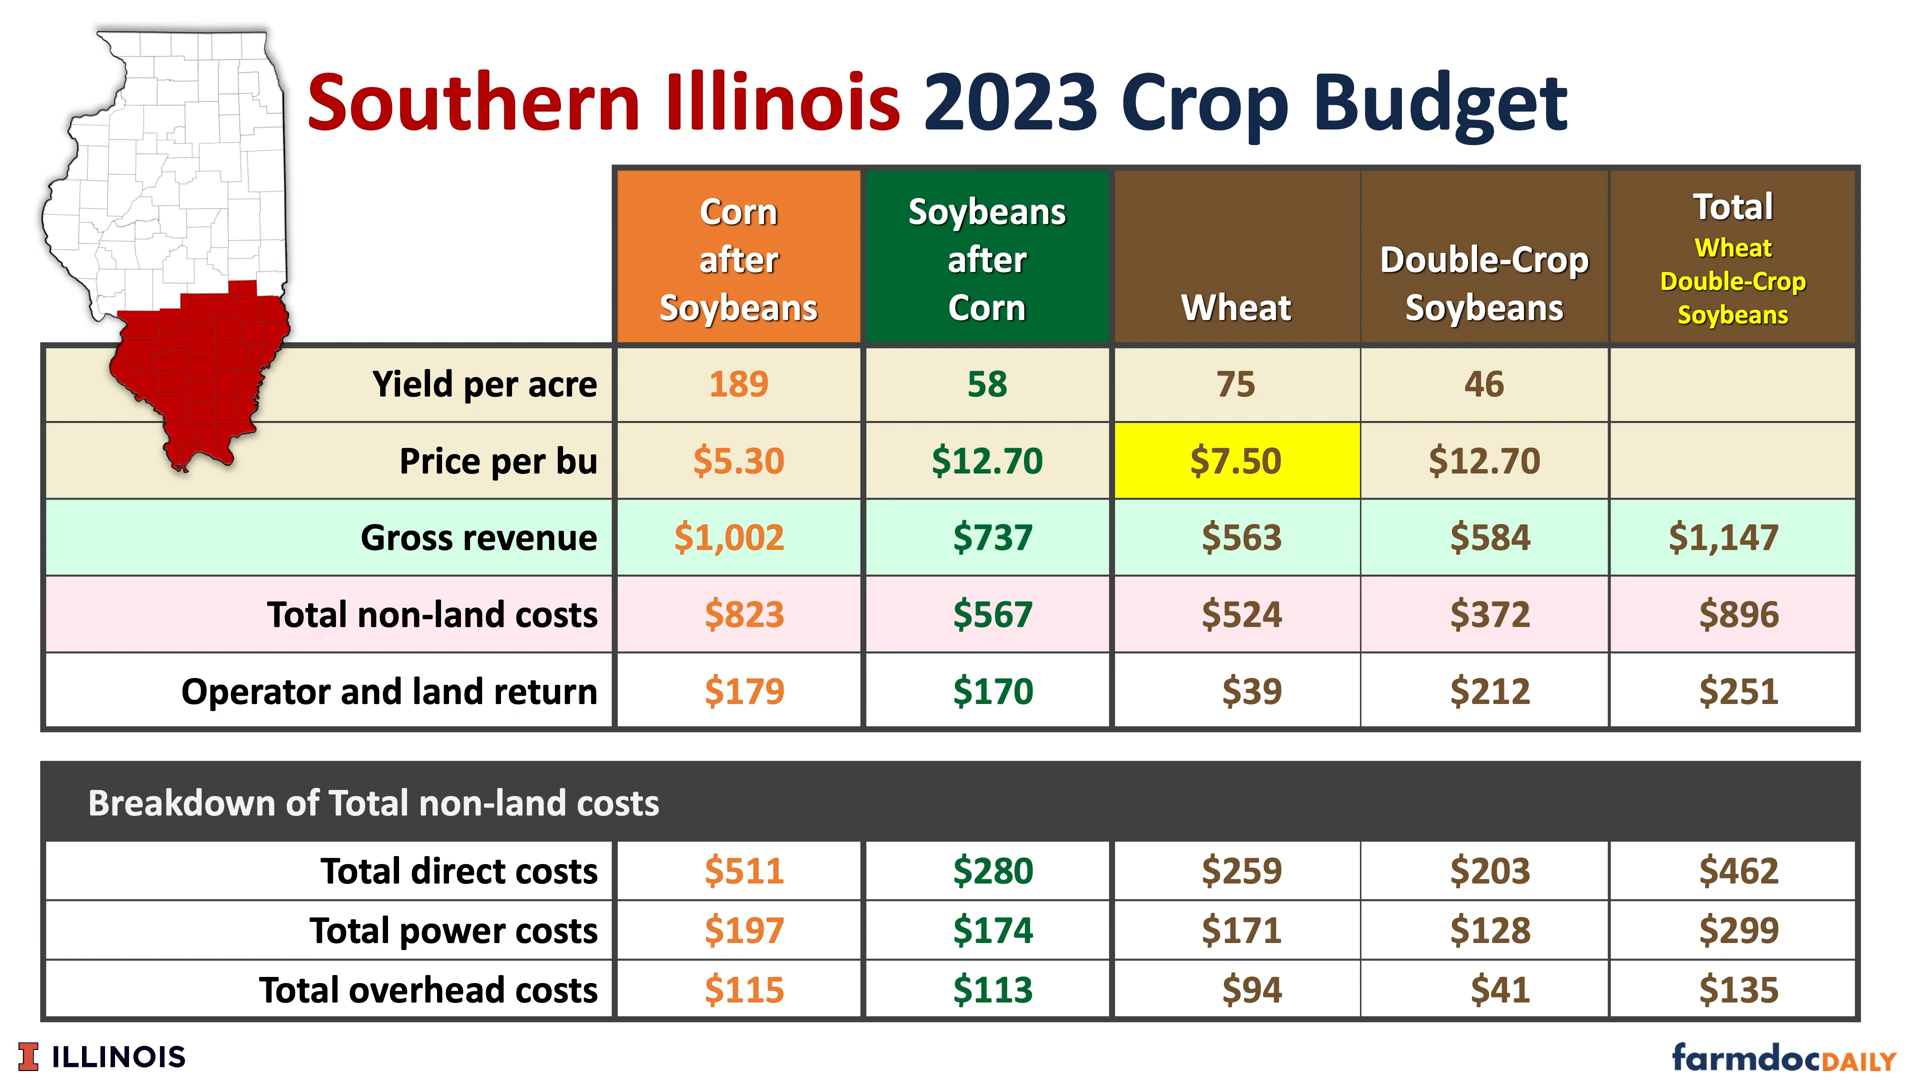 Southern Illinois 2023 Crop Budget
Corn after Soybeans
Soybeans after Corn
Wheat
Double-Crop Soybeans
Total Wheat Double-Crop Soybeans
Yield per acre 189 58 75 46
Price per bu $5.30 $12.70 $7.50 $12.70
Gross revenue $1,002 $737 $563 $584 $1,147
Total non-land costs $823 $567 $524 $372 $896
Operator and land return $179 $170 $39 $212 $251
Breakdown of Total non-land costs
Total direct costs $511 $280 $259 $203 $462
Total power costs $197 $174 $171 $128 $299
Total overhead costs $115 $113 $94 $41 $135
I ILLINOIS
farmdocDAILY